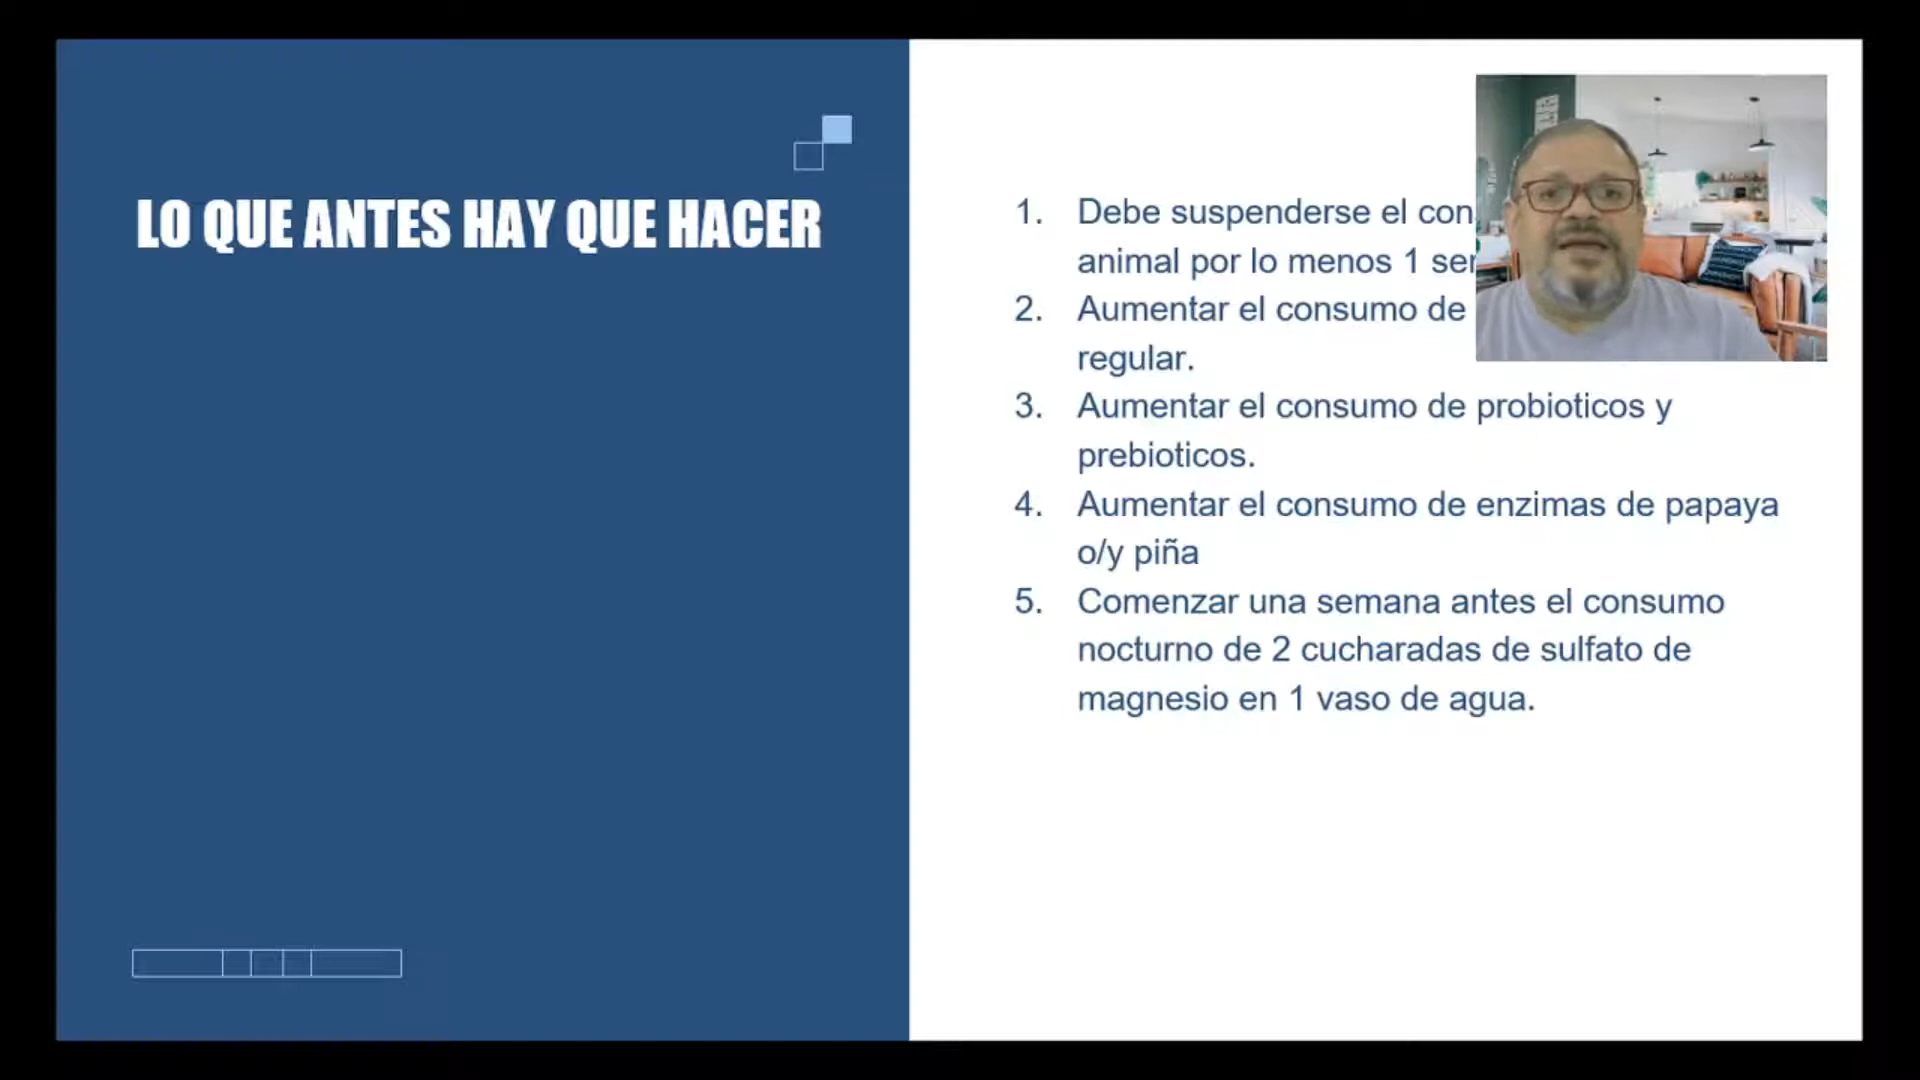 LO QUE ANTES HAY QUE HACER
1. Debe suspenderse el
animal por lo menos 1
2. Aumentar el consumo de
regular.
3. Aumentar el consumo de probioticos y
prebioticos.
4. Aumentar el consumo de enzimas de papaya
o/y piña
5. Comenzar una semana antes el consumo
nocturno de 2 cucharadas de sulfato de
magnesio en 1 vaso de agua.